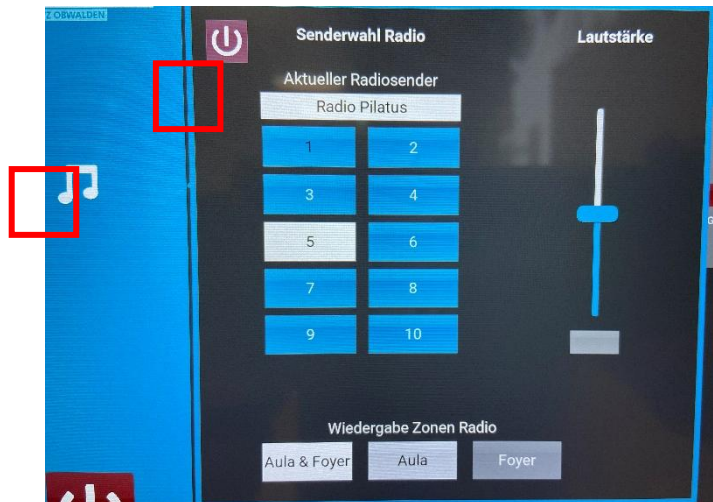 Z OBWALDEN
Senderwahl Radio
Lautstärke
Aktueller Radiosender
Radio Pilatus
1 2
3 4
5 6
7 8
9 10
Wiedergabe Zonen Radio
Aula & Foyer Aula Foyer
G